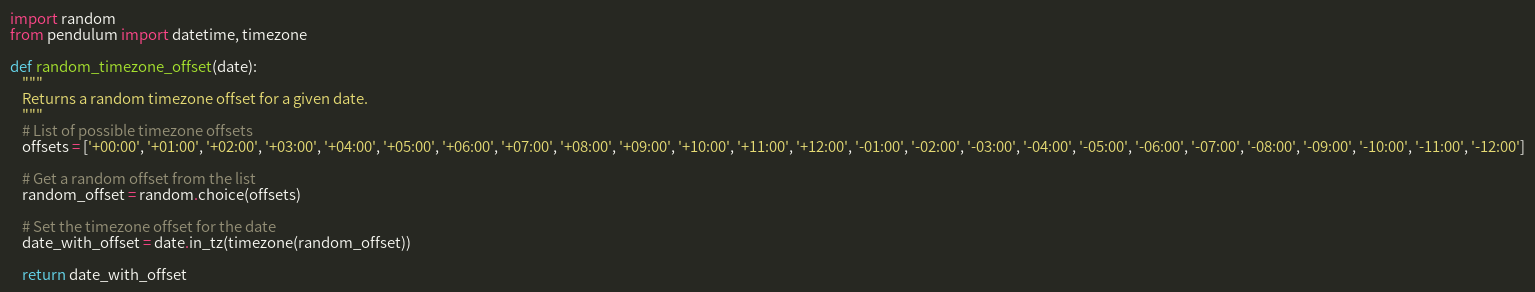 import random
from pendulum import datetime, timezone
def random_timezone_offset(date):
"""
Returns a random timezone offset for a given date.
"""
# List of possible timezone offsets
offsets = ['+00:00', '+01:00', '+02:00', '+03:00', '+04:00', '+05:00', '+06:00', '+07:00', '+08:00', '+09:00', '+10:00', '+11:00', '+12:00', '-01:00', '-02:00', '-03:00', '-04:00', '-05:00', '-06:00', '-07:00', '-08:00', '-09:00', '-10:00', '-11:00', '-12:00']
# Get a random offset from the list
random_offset = random.choice(offsets)
# Set the timezone offset for the date
date_with_offset = date.in_tz(timezone(random_offset))
return date_with_offset